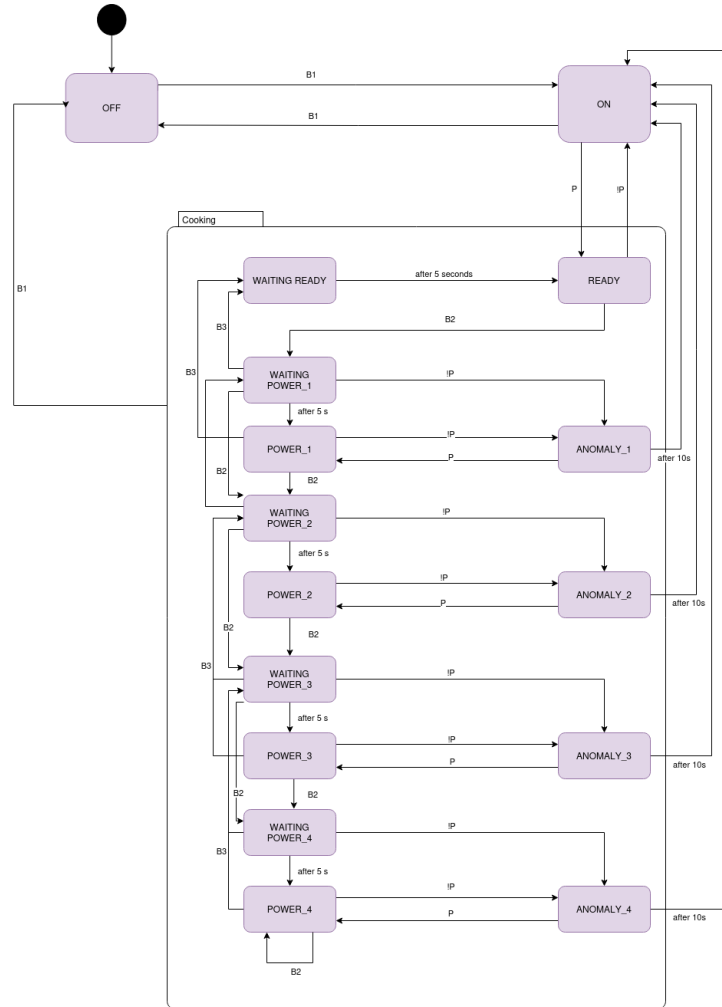 B1
OFF
ON
B1
P
!P
Cooking
WAITING READY
after 5 seconds
READY
B1
B3
B2
B3
WAITING
POWER_1
!P
after 5 s
POWER_1
!P
ANOMALY_1
P
after 10s
B2
B2
WAITING
POWER_2
!P
after 5 s
POWER_2
!P
ANOMALY_2
P
after 10s
B2
B2
B3
WAITING
POWER_3
!P
after 5 s
POWER_3
!P
ANOMALY_3
P
after 10s
B2
B2
WAITING
POWER_4
!P
B3
after 5 s
POWER_4
!P
ANOMALY_4
P
after 10s
B2